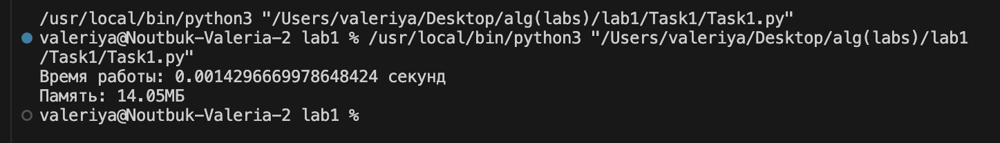 /usr/local/bin/python3 "/Users/valeriya/Desktop/alg(labs)/lab1/Task1/Task1.py"
valeriya@Noutbuk-Valeria-2 lab1 % /usr/local/bin/python3 "/Users/valeriya/Desktop/alg(labs)/lab1
/Task1/Task1.py"
Время работы: 0.0014296669978648424 секунд
Память: 14.05МБ
valeriya@Noutbuk-Valeria-2 lab1 %